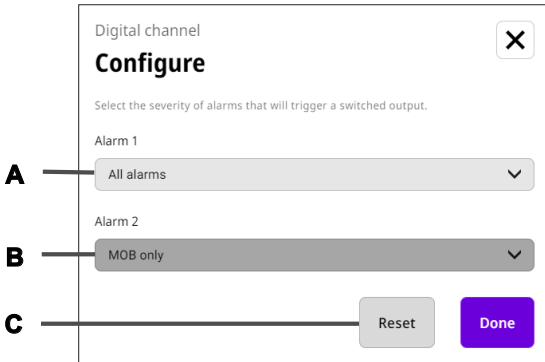 Digital channel
Configure
Select the severity of alarms that will trigger a switched output.
Alarm 1
A
All alarms
Alarm 2
B
MOB only
C
Reset
Done